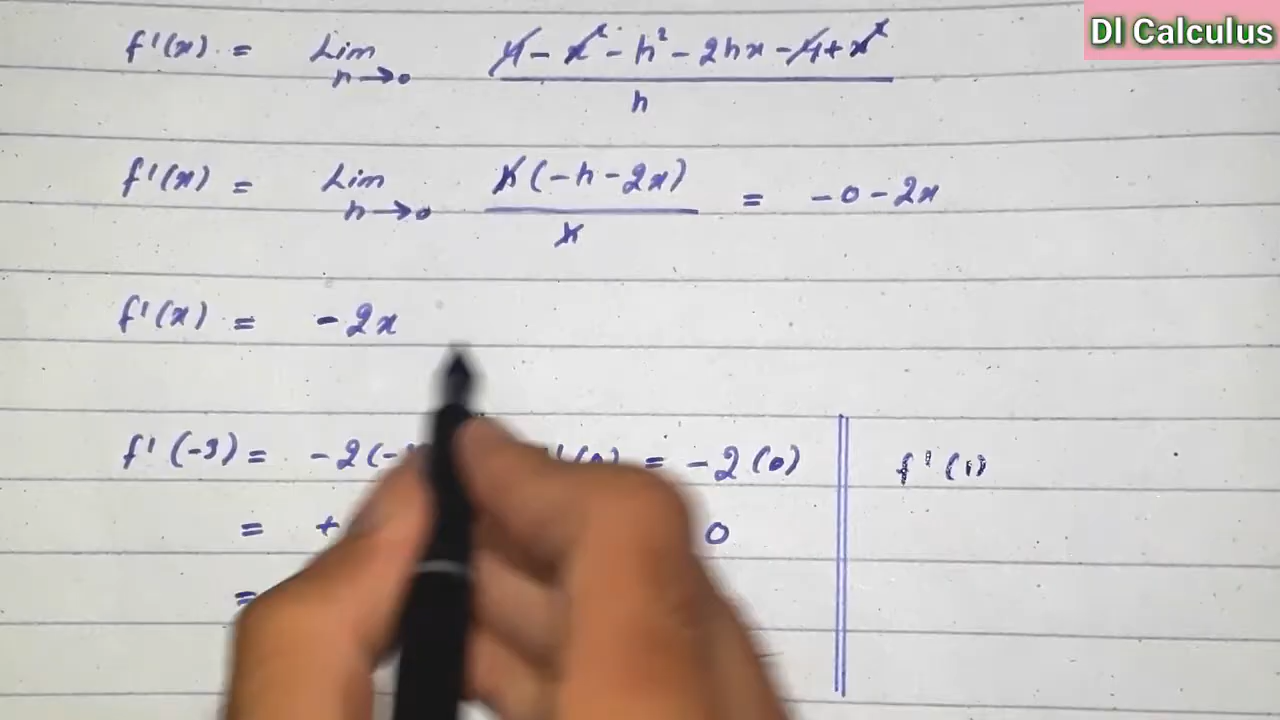 DI Calculus
f'(x) = Lim h→0 4 - x² - h² - 2hx - 4 + x² / h
f'(x) = Lim h→0 h(-h - 2x) / h = -0 - 2x
f'(x) = -2x
f'(-3) = -2(- = -2(0) f'(1)
= + 0
=